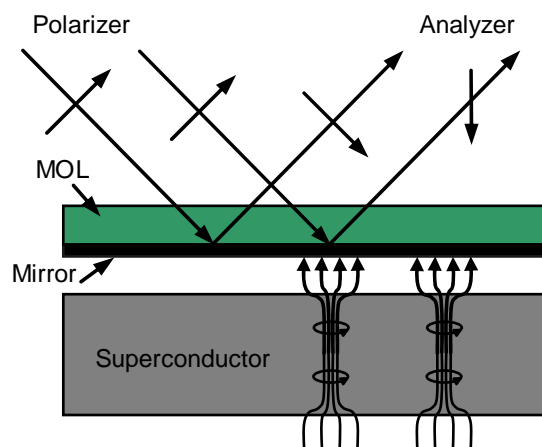 Polarizer
Analyzer
MOL
Mirror
Superconductor